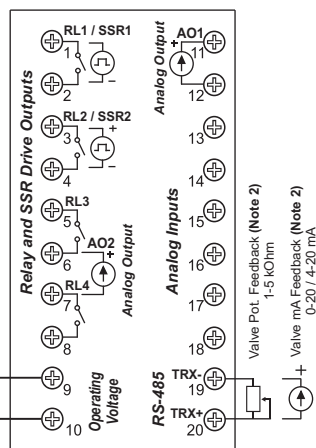 Relay and SSR Drive Outputs
RL1 / SSR1
1
+
−
2
RL2 / SSR2
3
+
−
4
RL3
5
6
AO2
+
Analog Output
7
RL4
8
9
Operating
Voltage
10
Analog Output
AO1
+
11
12
13
Analog Inputs
14
15
16
17
18
RS-485
TRX-
19
TRX+
20
Valve Pot. Feedback (Note 2)
1-5 kOhm
Valve mA Feedback (Note 2)
0-20 / 4-20 mA
+
−